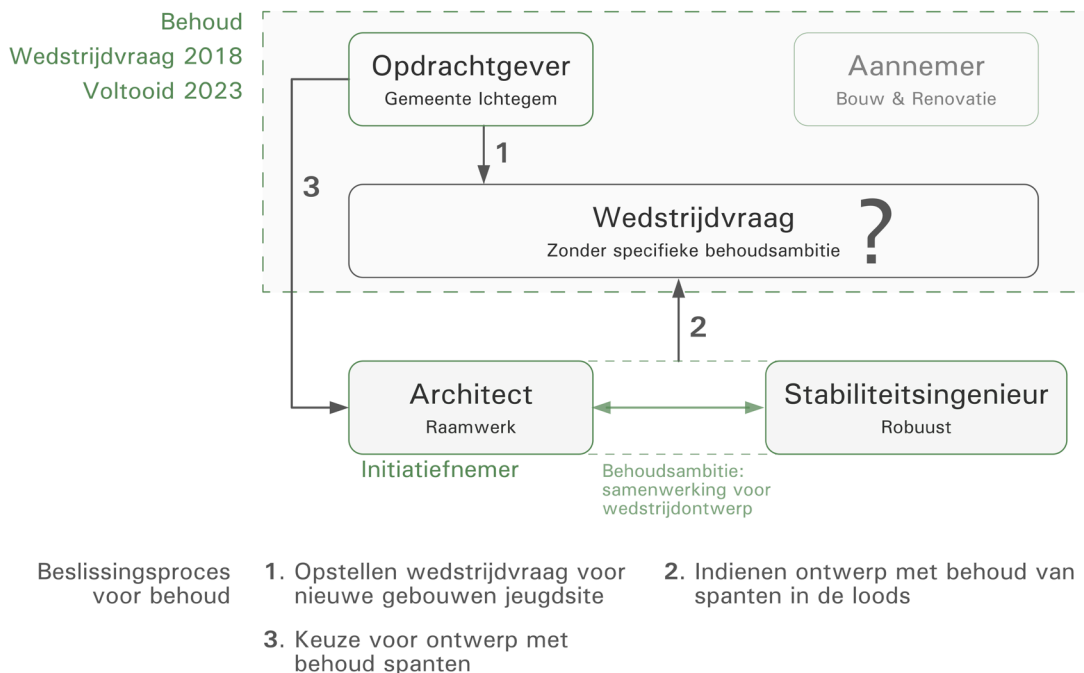 Behoud
Wedstrijdvraag 2018
Voltooid 2023
Opdrachtgever
Gemeente Ichtegem
Aannemer
Bouw & Renovatie
1
3
Wedstrijdvraag
Zonder specifieke behoudsambitie
?
2
Architect
Raamwerk
Stabiliteitsingenieur
Robuust
Initiatiefnemer
Behoudsambitie:
samenwerking voor
wedstrijdontwerp
Beslissingsproces
voor behoud
1. Opstellen wedstrijdvraag voor
nieuwe gebouwen jeugdsite
2. Indienen ontwerp met behoud van
spanten in de loods
3. Keuze voor ontwerp met
behoud spanten